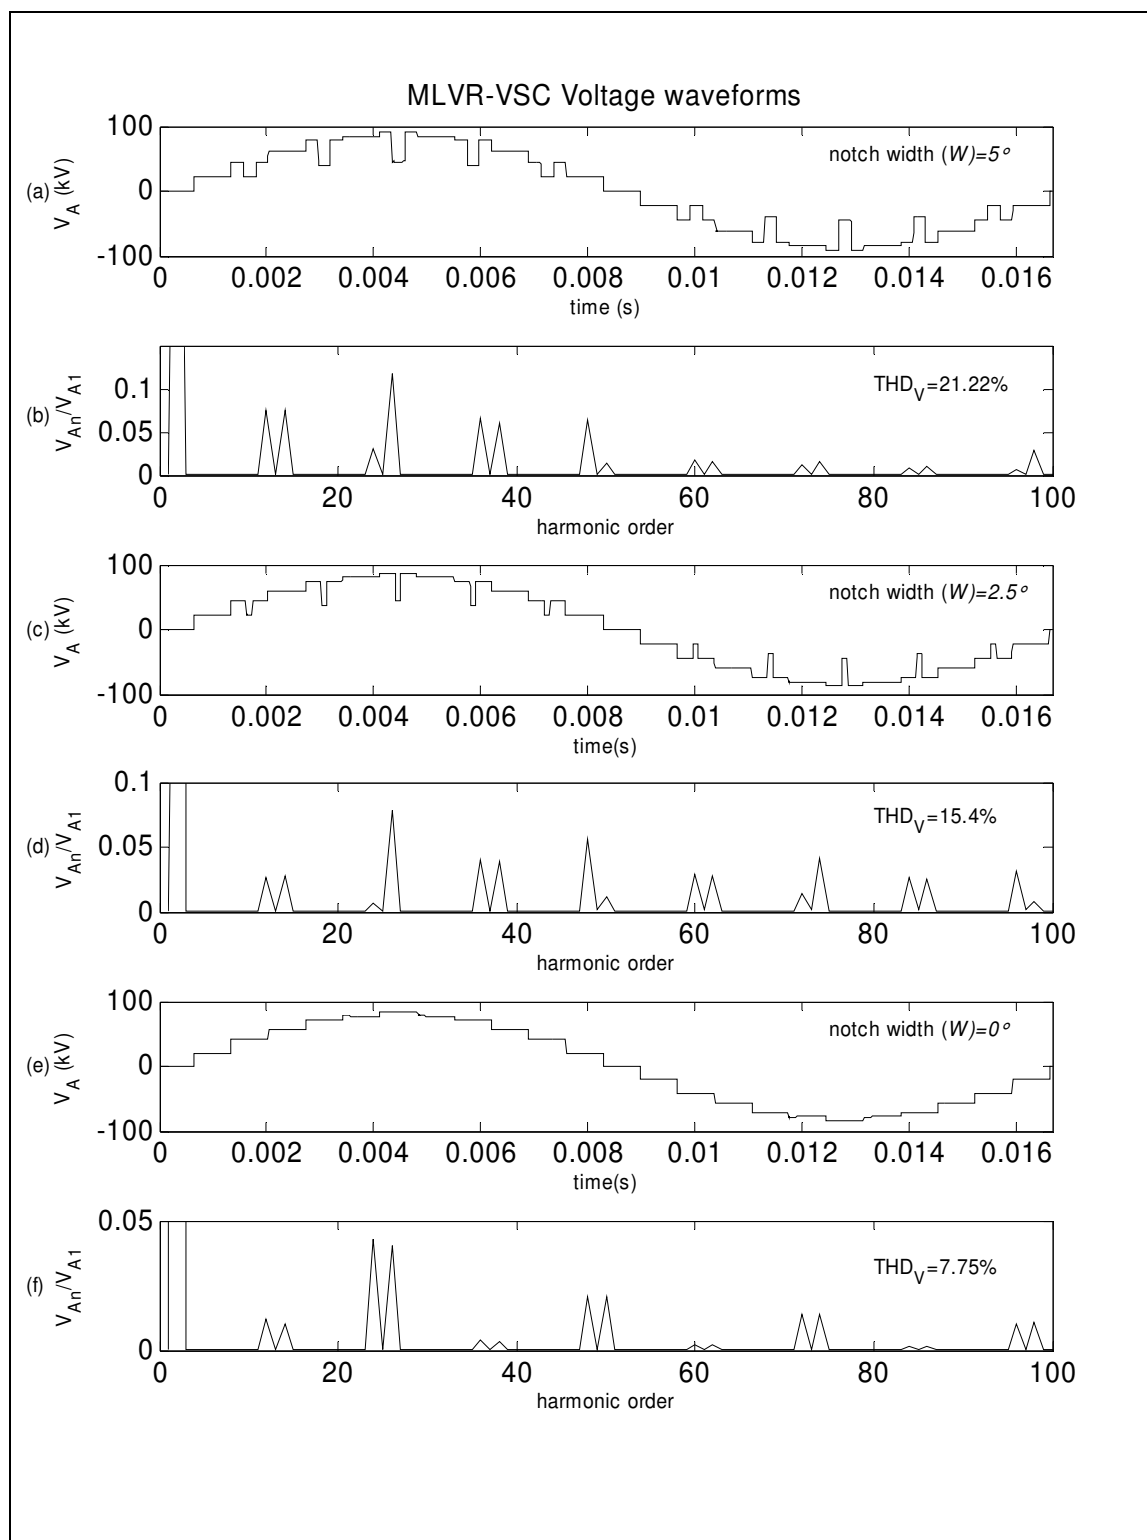 MLVR-VSC Voltage waveforms
(a)
V_A (kV)
100
0
-100
notch width (W)=5°
0 0.002 0.004 0.006 0.008 0.01 0.012 0.014 0.016
time (s)
(b)
V_An/V_A1
0.1
0.05
0
THD_V=21.22%
0 20 40 60 80 100
harmonic order
(c)
V_A (kV)
100
0
-100
notch width (W)=2.5°
0 0.002 0.004 0.006 0.008 0.01 0.012 0.014 0.016
time(s)
(d)
V_An/V_A1
0.1
0.05
0
THD_V=15.4%
0 20 40 60 80 100
harmonic order
(e)
V_A (kV)
100
0
-100
notch width (W)=0°
0 0.002 0.004 0.006 0.008 0.01 0.012 0.014 0.016
time(s)
(f)
V_An/V_A1
0.05
0
THD_V=7.75%
0 20 40 60 80 100
harmonic order